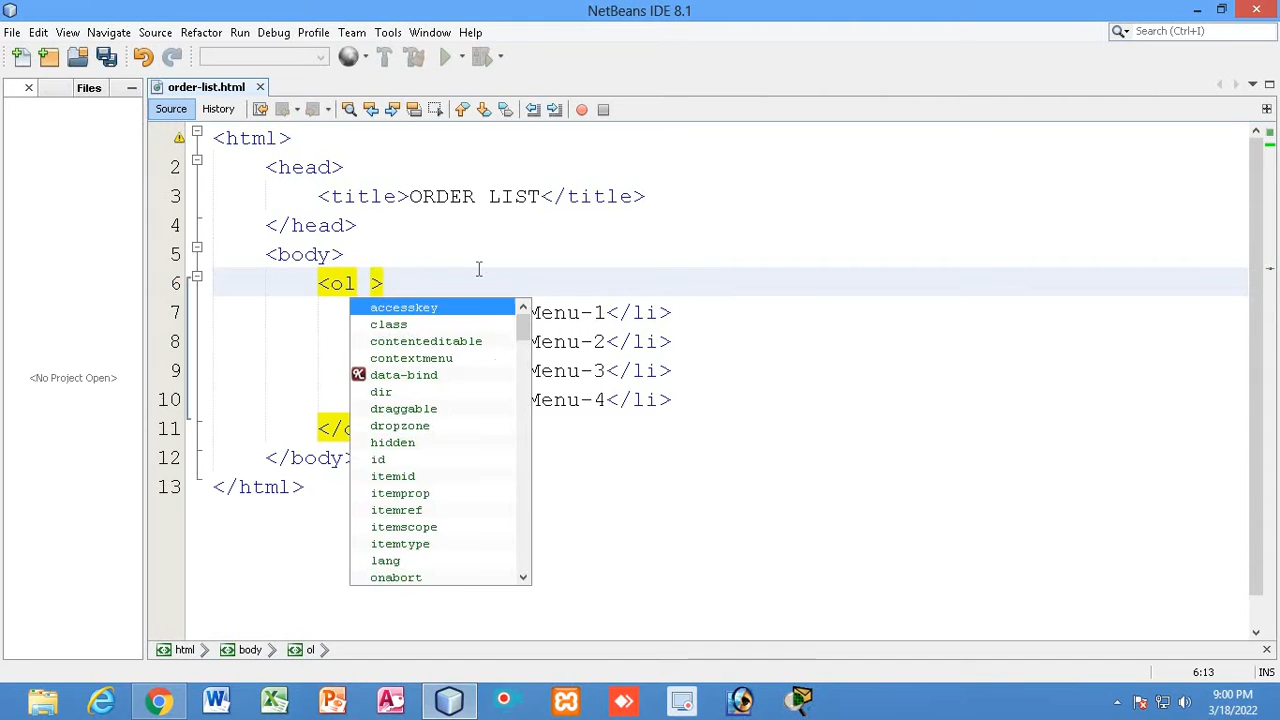 NetBeans IDE 8.1
File Edit View Navigate Source Refactor Run Debug Profile Team Tools Window Help
Search (Ctrl+I)
Files
order-list.html
Source History
<html>
2 <head>
3 <title>ORDER LIST</title>
4 </head>
5 <body>
6 <ol >
7 Menu-1</li>
8 Menu-2</li>
9 Menu-3</li>
10 Menu-4</li>
11 </o
12 </body>
13 </html>
accesskey
class
contenteditable
contextmenu
data-bind
dir
draggable
dropzone
hidden
id
itemid
itemprop
itemref
itemscope
itemtype
lang
onabort
<No Project Open>
html body ol
6:13 INS
9:00 PM
3/18/2022